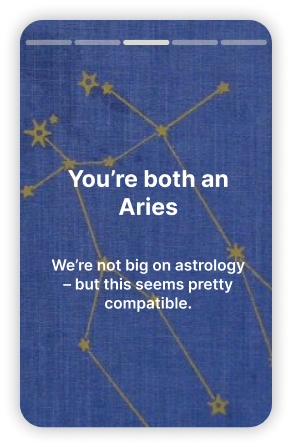 You’re both an
Aries
We’re not big on astrology
– but this seems pretty
compatible.